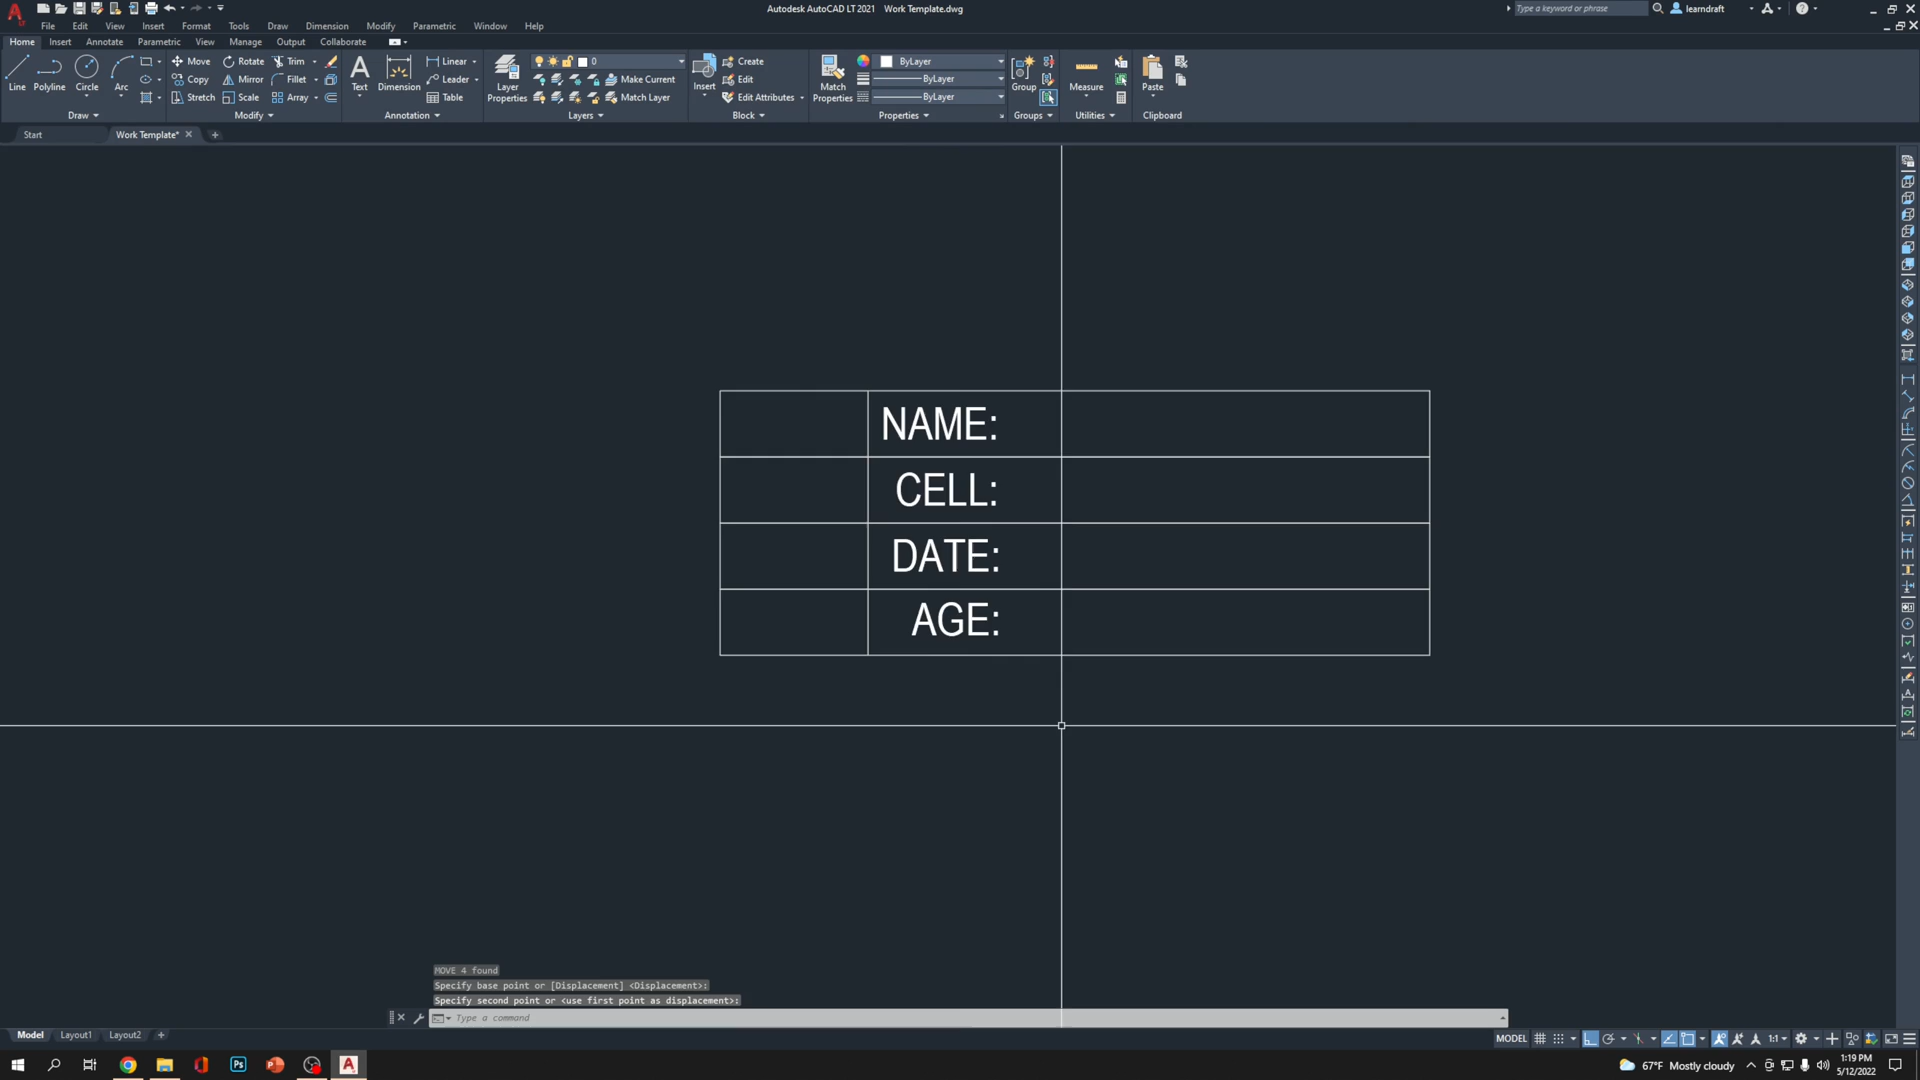 Autodesk AutoCAD LT 2021 Work Template.dwg
Type a keyword or phrase
learndraft
File Edit View Insert Format Tools Draw Dimension Modify Parametric Window Help
Home Insert Annotate Parametric View Manage Output Collaborate
Line Polyline Circle Arc
Draw
Move Rotate Trim
Copy Mirror Fillet
Stretch Scale Array
Modify
Text Dimension
Linear
Leader
Table
Annotation
Layer Properties
0
Make Current
Match Layer
Layers
Insert
Create
Edit
Edit Attributes
Block
Match Properties
ByLayer
ByLayer
ByLayer
Properties
Group
Groups
Measure
Utilities
Paste
Clipboard
Start
Work Template*
NAME:
CELL:
DATE:
AGE:
MOVE 4 found
Specify base point or [Displacement] <Displacement>:
Specify second point or <use first point as displacement>:
Type a command
Model Layout1 Layout2
MODEL
1:1
67°F Mostly cloudy
1:19 PM
5/12/2022